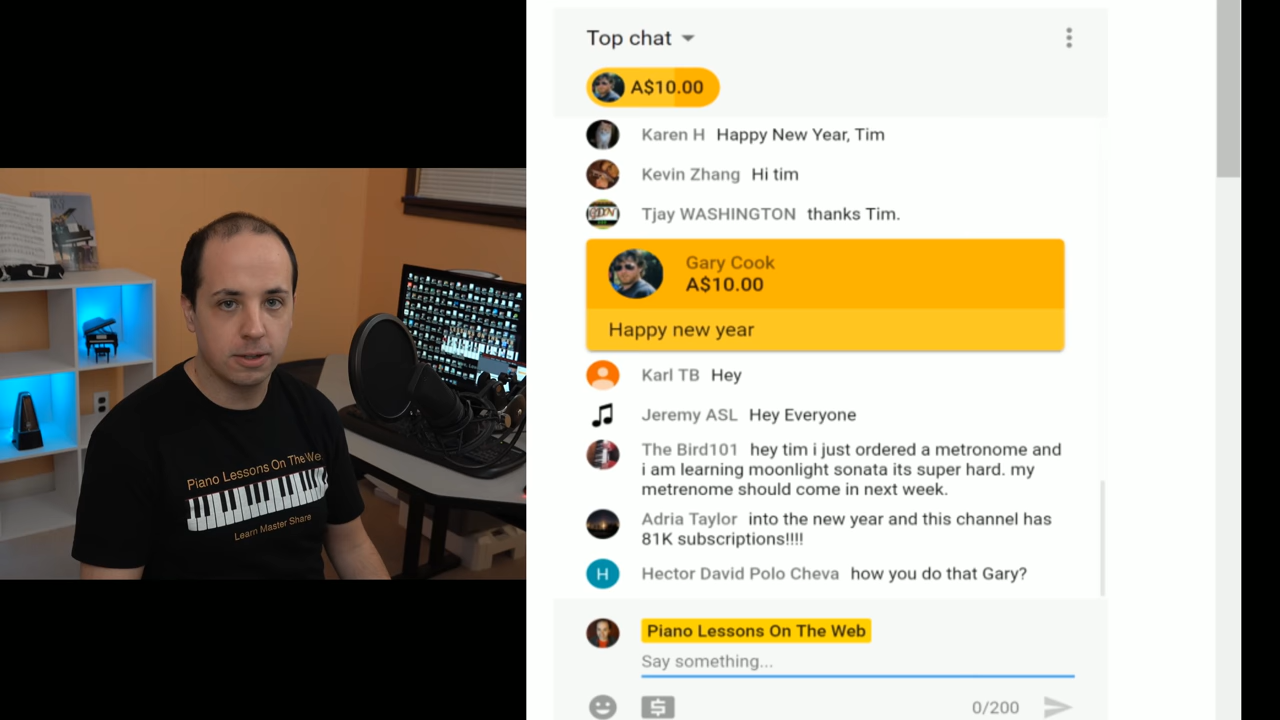 Piano Lessons On The We
Learn Master Share
Top chat
A$10.00
Karen H Happy New Year, Tim
Kevin Zhang Hi tim
Tjay WASHINGTON thanks Tim.
Gary Cook
A$10.00
Happy new year
Karl TB Hey
Jeremy ASL Hey Everyone
The Bird101 hey tim i just ordered a metronome and
i am learning moonlight sonata its super hard. my
metrenome should come in next week.
Adria Taylor into the new year and this channel has
81K subscriptions!!!!
H
Hector David Polo Cheva how you do that Gary?
Piano Lessons On The Web
Say something...
0/200